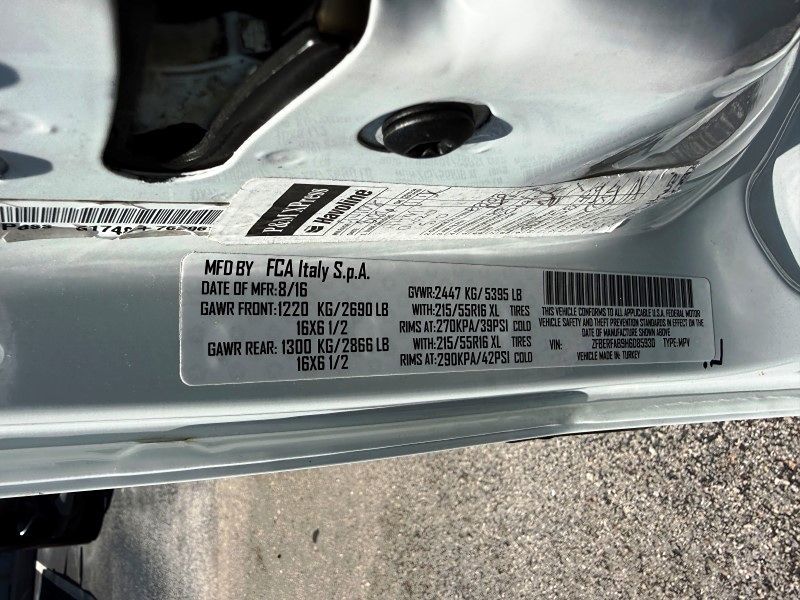 P&M XPress
Havoline
MFD BY FCA Italy S.p.A.
DATE OF MFR: 8/16
GVWR: 2447 KG/ 5395 LB
GAWR FRONT: 1220 KG/ 2690 LB
WITH: 215/55R16 XL TIRES
16X6 1/2
RIMS AT: 270KPA/39PSI COLD
GAWR REAR: 1300 KG/ 2866 LB
WITH: 215/55R16 XL TIRES
16X6 1/2
RIMS AT: 290KPA/42PSI COLD
THIS VEHICLE CONFORMS TO ALL APPLICABLE U.S.A. FEDERAL MOTOR
VEHICLE SAFETY AND THEFT PREVENTION STANDARDS IN EFFECT ON THE
DATE OF MANUFACTURE SHOWN ABOVE
VIN: ZFBERFAB9H6D85930 TYPE: MPV
VEHICLE MADE IN: TURKEY